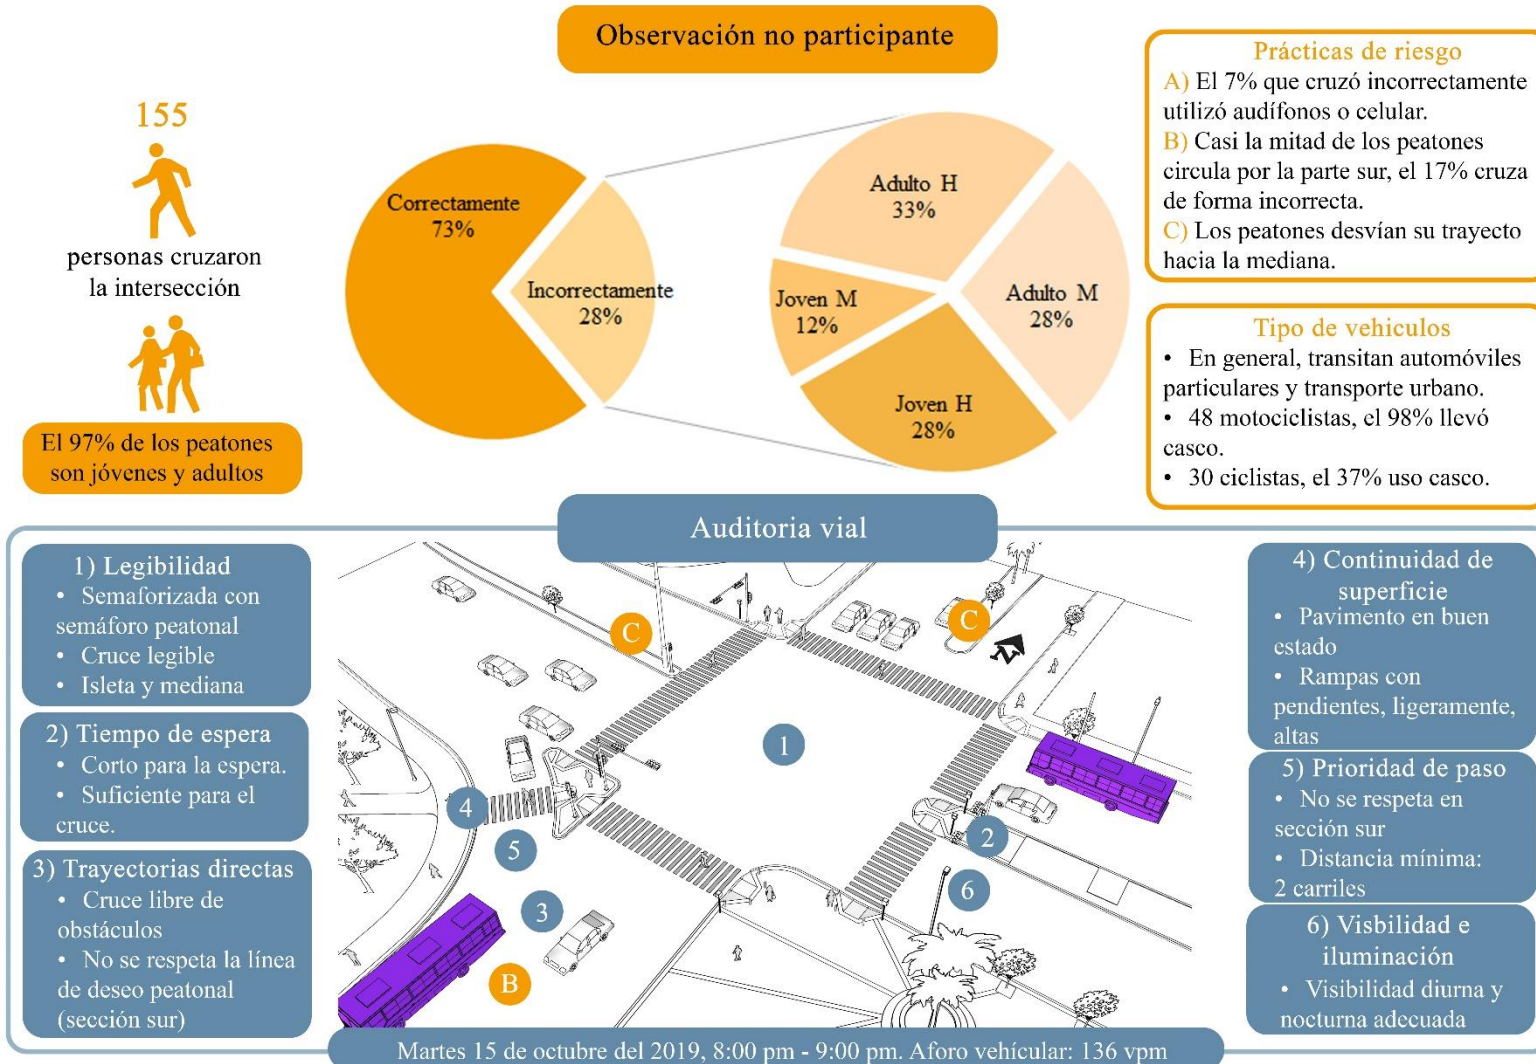 Observación no participante
155
personas cruzaron
la intersección
El 97% de los peatones
son jóvenes y adultos
Correctamente
73%
Incorrectamente
28%
Adulto H
33%
Adulto M
28%
Joven M
12%
Joven H
28%
Prácticas de riesgo
A) El 7% que cruzó incorrectamente
utilizó audífonos o celular.
B) Casi la mitad de los peatones
circula por la parte sur, el 17% cruza
de forma incorrecta.
C) Los peatones desvían su trayecto
hacia la mediana.
Tipo de vehiculos
• En general, transitan automóviles
particulares y transporte urbano.
• 48 motociclistas, el 98% llevó
casco.
• 30 ciclistas, el 37% uso casco.
Auditoria vial
1) Legibilidad
• Semaforizada con
semáforo peatonal
• Cruce legible
• Isleta y mediana
2) Tiempo de espera
• Corto para la espera.
• Suficiente para el
cruce.
3) Trayectorias directas
• Cruce libre de
obstáculos
• No se respeta la línea
de deseo peatonal
(sección sur)
C
C
N
1
4
5
2
6
3
B
4) Continuidad de
superficie
• Pavimento en buen
estado
• Rampas con
pendientes, ligeramente,
altas
5) Prioridad de paso
• No se respeta en
sección sur
• Distancia mínima:
2 carriles
6) Visbilidad e
iluminación
• Visibilidad diurna y
nocturna adecuada
Martes 15 de octubre del 2019, 8:00 pm - 9:00 pm. Aforo vehícular: 136 vpm